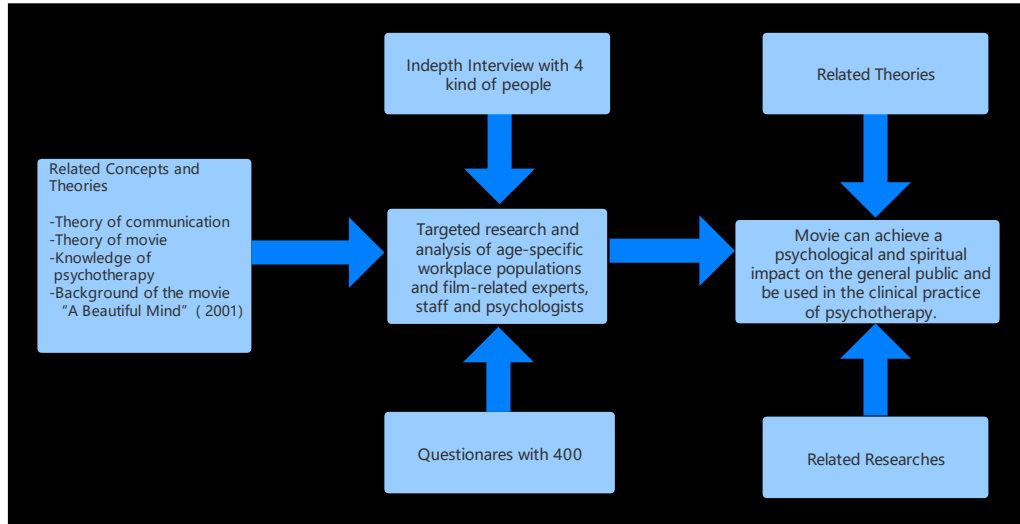 Indepth Interview with 4
kind of people
Related Theories
Related Concepts and
Theories
-Theory of communication
-Theory of movie
-Knowledge of
psychotherapy
-Background of the movie
“A Beautiful Mind” ( 2001)
Targeted research and
analysis of age-specific
workplace populations
and film-related experts,
staff and psychologists
Movie can achieve a
psychological and spiritual
impact on the general public and
be used in the clinical practice
of psychotherapy.
Questionares with 400
Related Researches